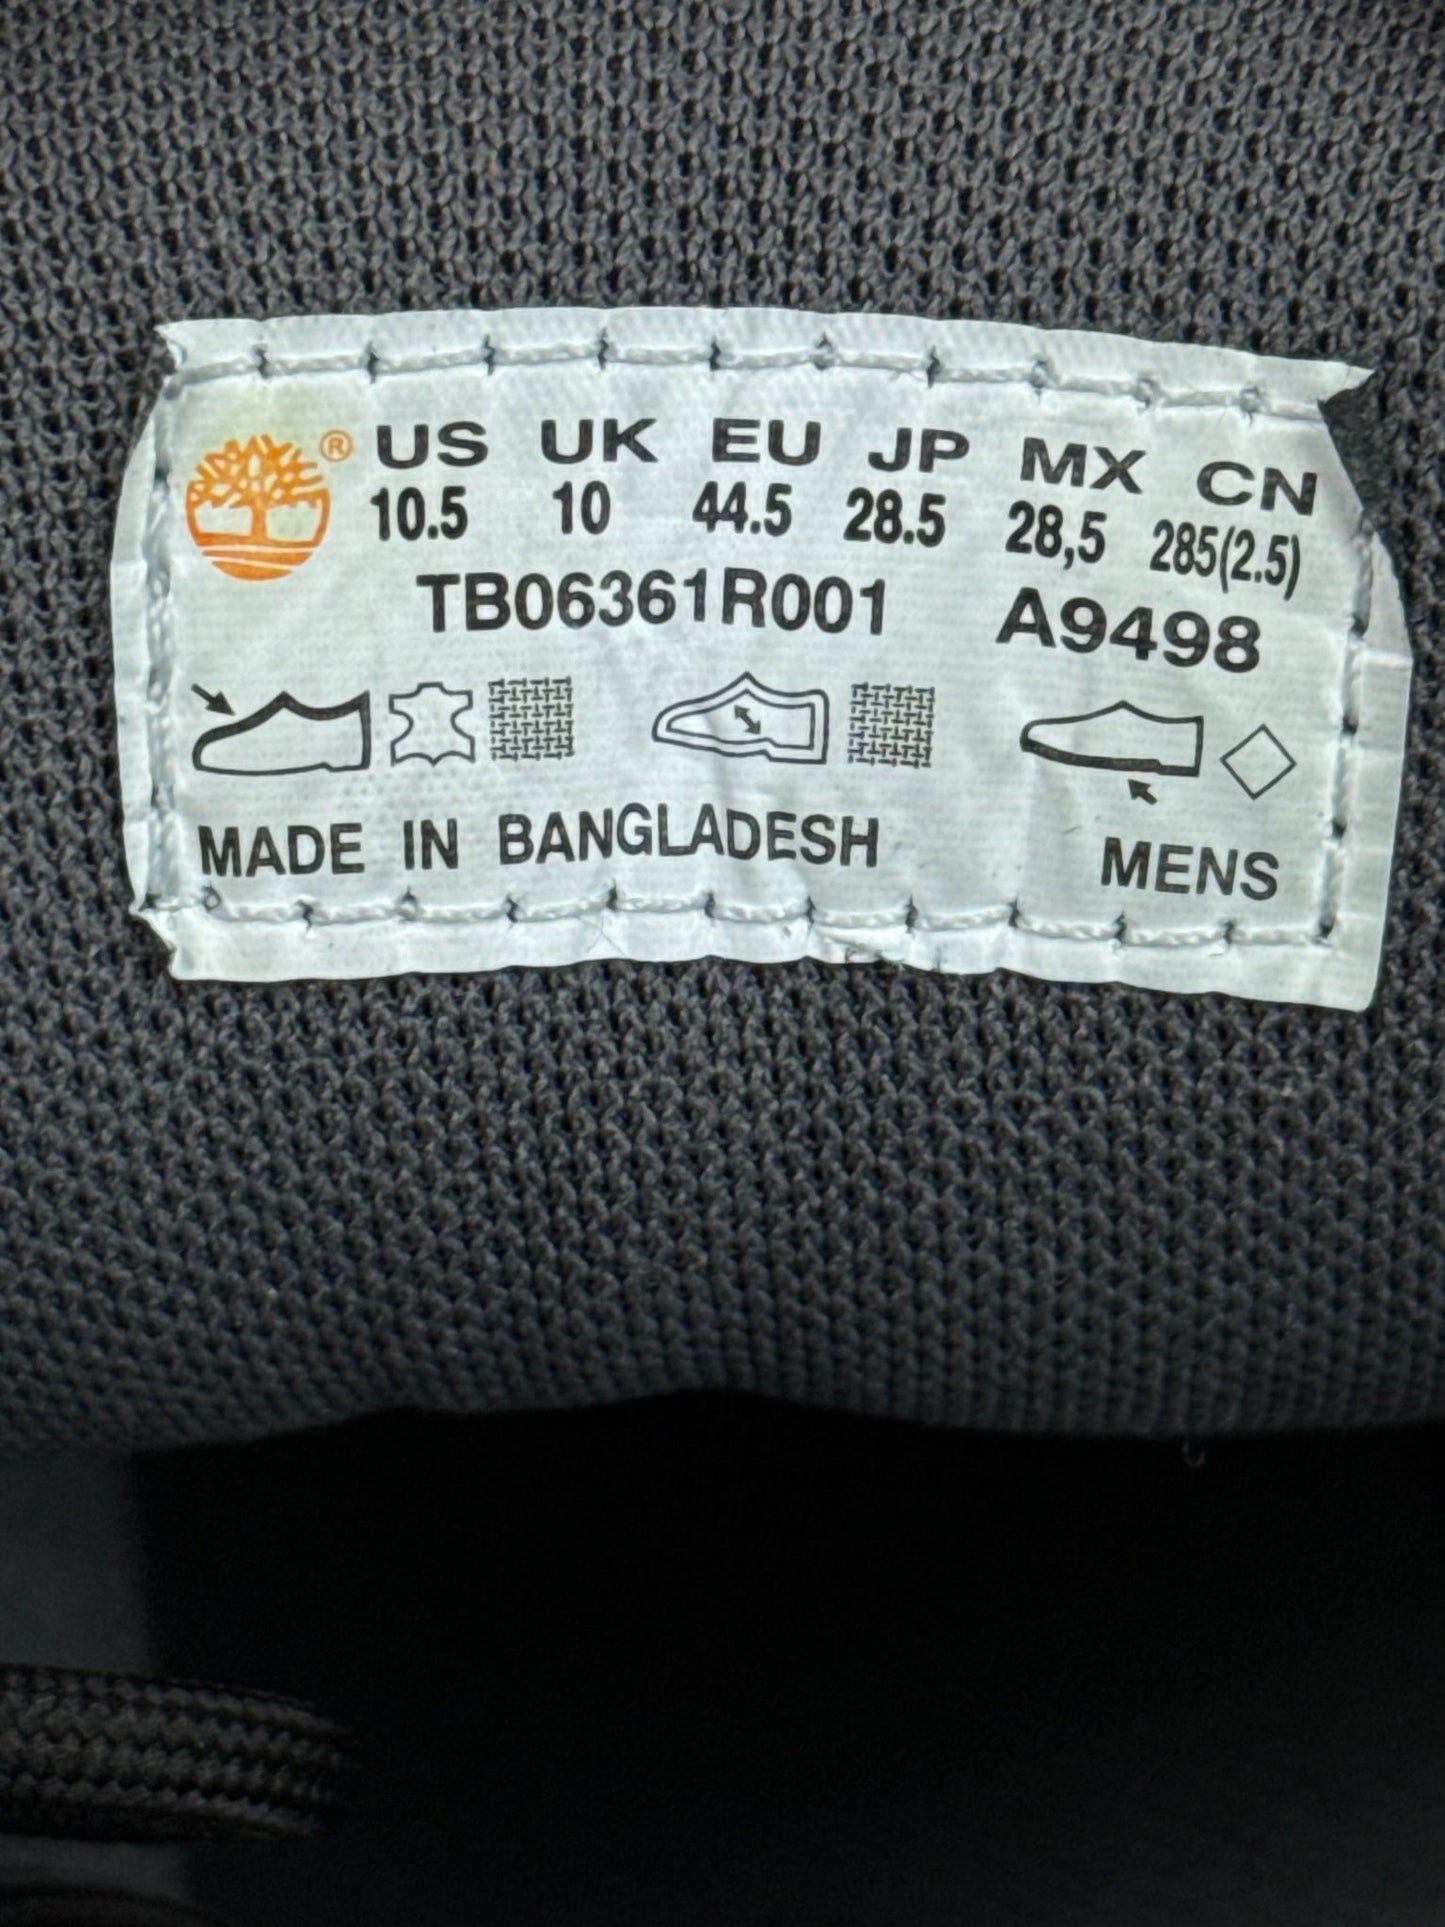 ® US UK EU JP MX CN
10.5 10 44.5 28.5 28,5 285(2.5)
TB06361R001 A9498
MADE IN BANGLADESH MENS